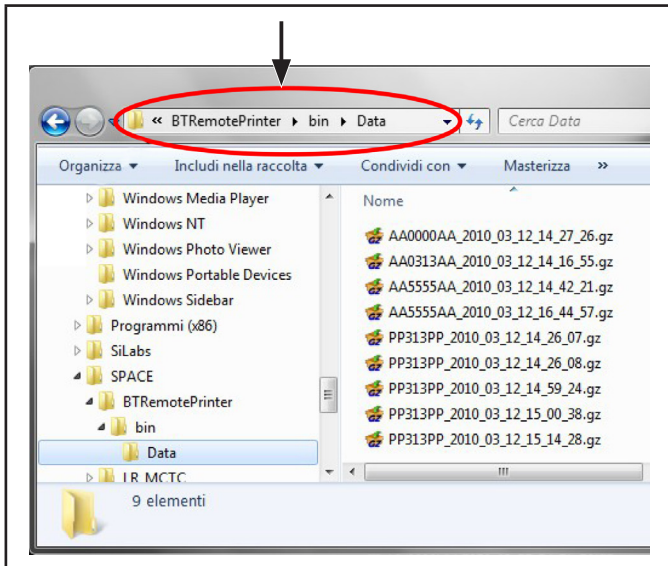 « BTRemotePrinter bin Data
Cerca Data
Organizza Includi nella raccolta Condividi con Masterizza »
Windows Media Player
Windows NT
Windows Photo Viewer
Windows Portable Devices
Windows Sidebar
Programmi (x86)
SiLabs
SPACE
BTRemotePrinter
bin
Data
LR_MCTC
Nome
AA0000AA_2010_03_12_14_27_26.gz
AA0313AA_2010_03_12_14_16_55.gz
AA5555AA_2010_03_12_14_42_21.gz
AA5555AA_2010_03_12_16_44_57.gz
PP313PP_2010_03_12_14_26_07.gz
PP313PP_2010_03_12_14_26_08.gz
PP313PP_2010_03_12_14_59_24.gz
PP313PP_2010_03_12_15_00_38.gz
PP313PP_2010_03_12_15_14_28.gz
9 elementi